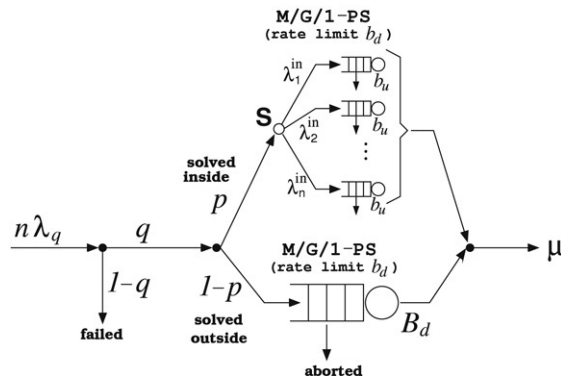 M/G/1-PS
(rate limit b_d)
λ_1^in
b_u
S
λ_2^in
b_u
⋮
solved
inside
λ_n^in
b_u
p
nλ_q
q
μ
M/G/1-PS
(rate limit b_d)
1-q
1-p
solved
outside
B_d
failed
aborted